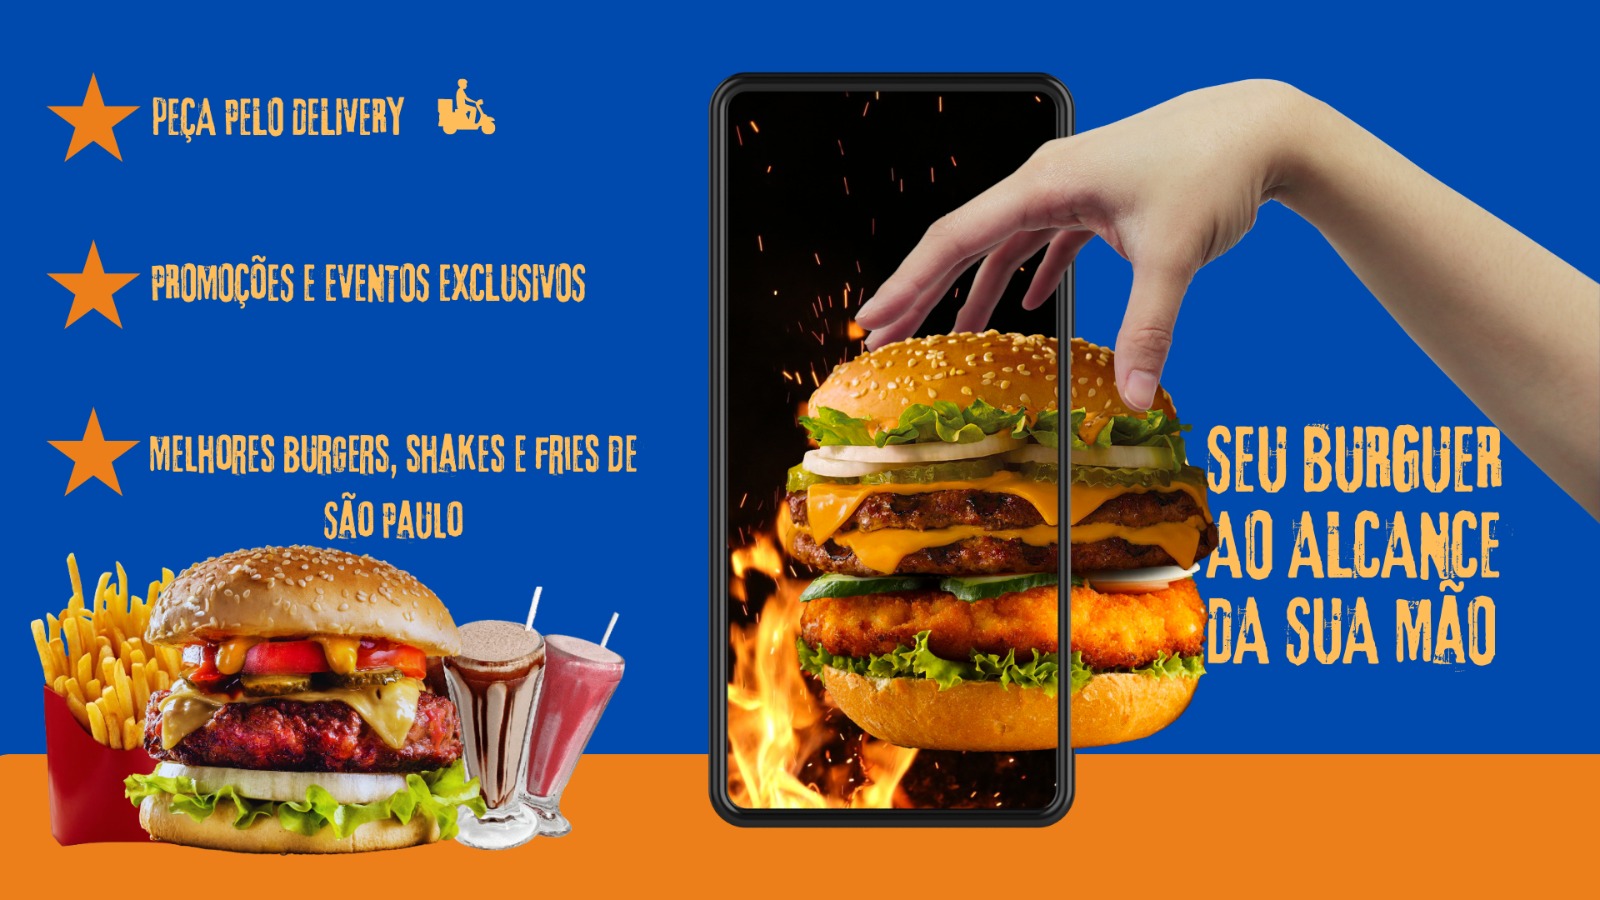 PEÇA PELO DELIVERY
PROMOÇÕES E EVENTOS EXCLUSIVOS
MELHORES BURGERS, SHAKES E FRIES DE
SÃO PAULO
SEU BURGUER
AO ALCANCE
DA SUA MÃO